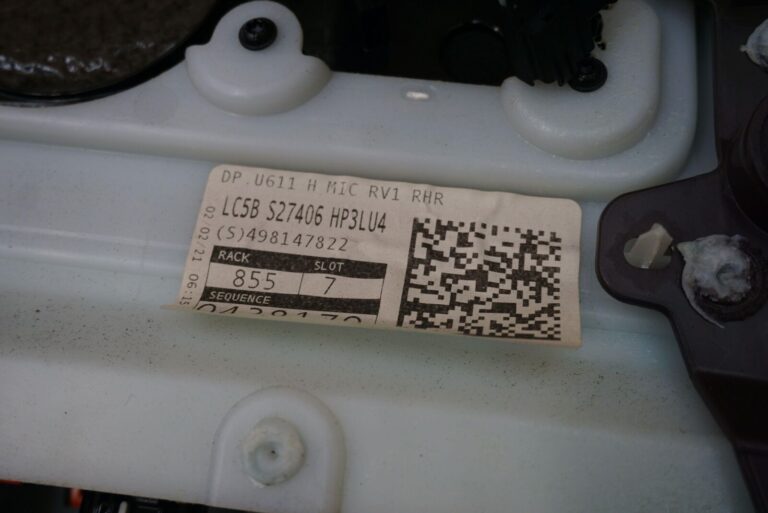 DP.U611 H MIC RV1 RHR
LC5B S27406 HP3LU4
(S)498147822
RACK SLOT
855 7
SEQUENCE
02/02/21 06:15